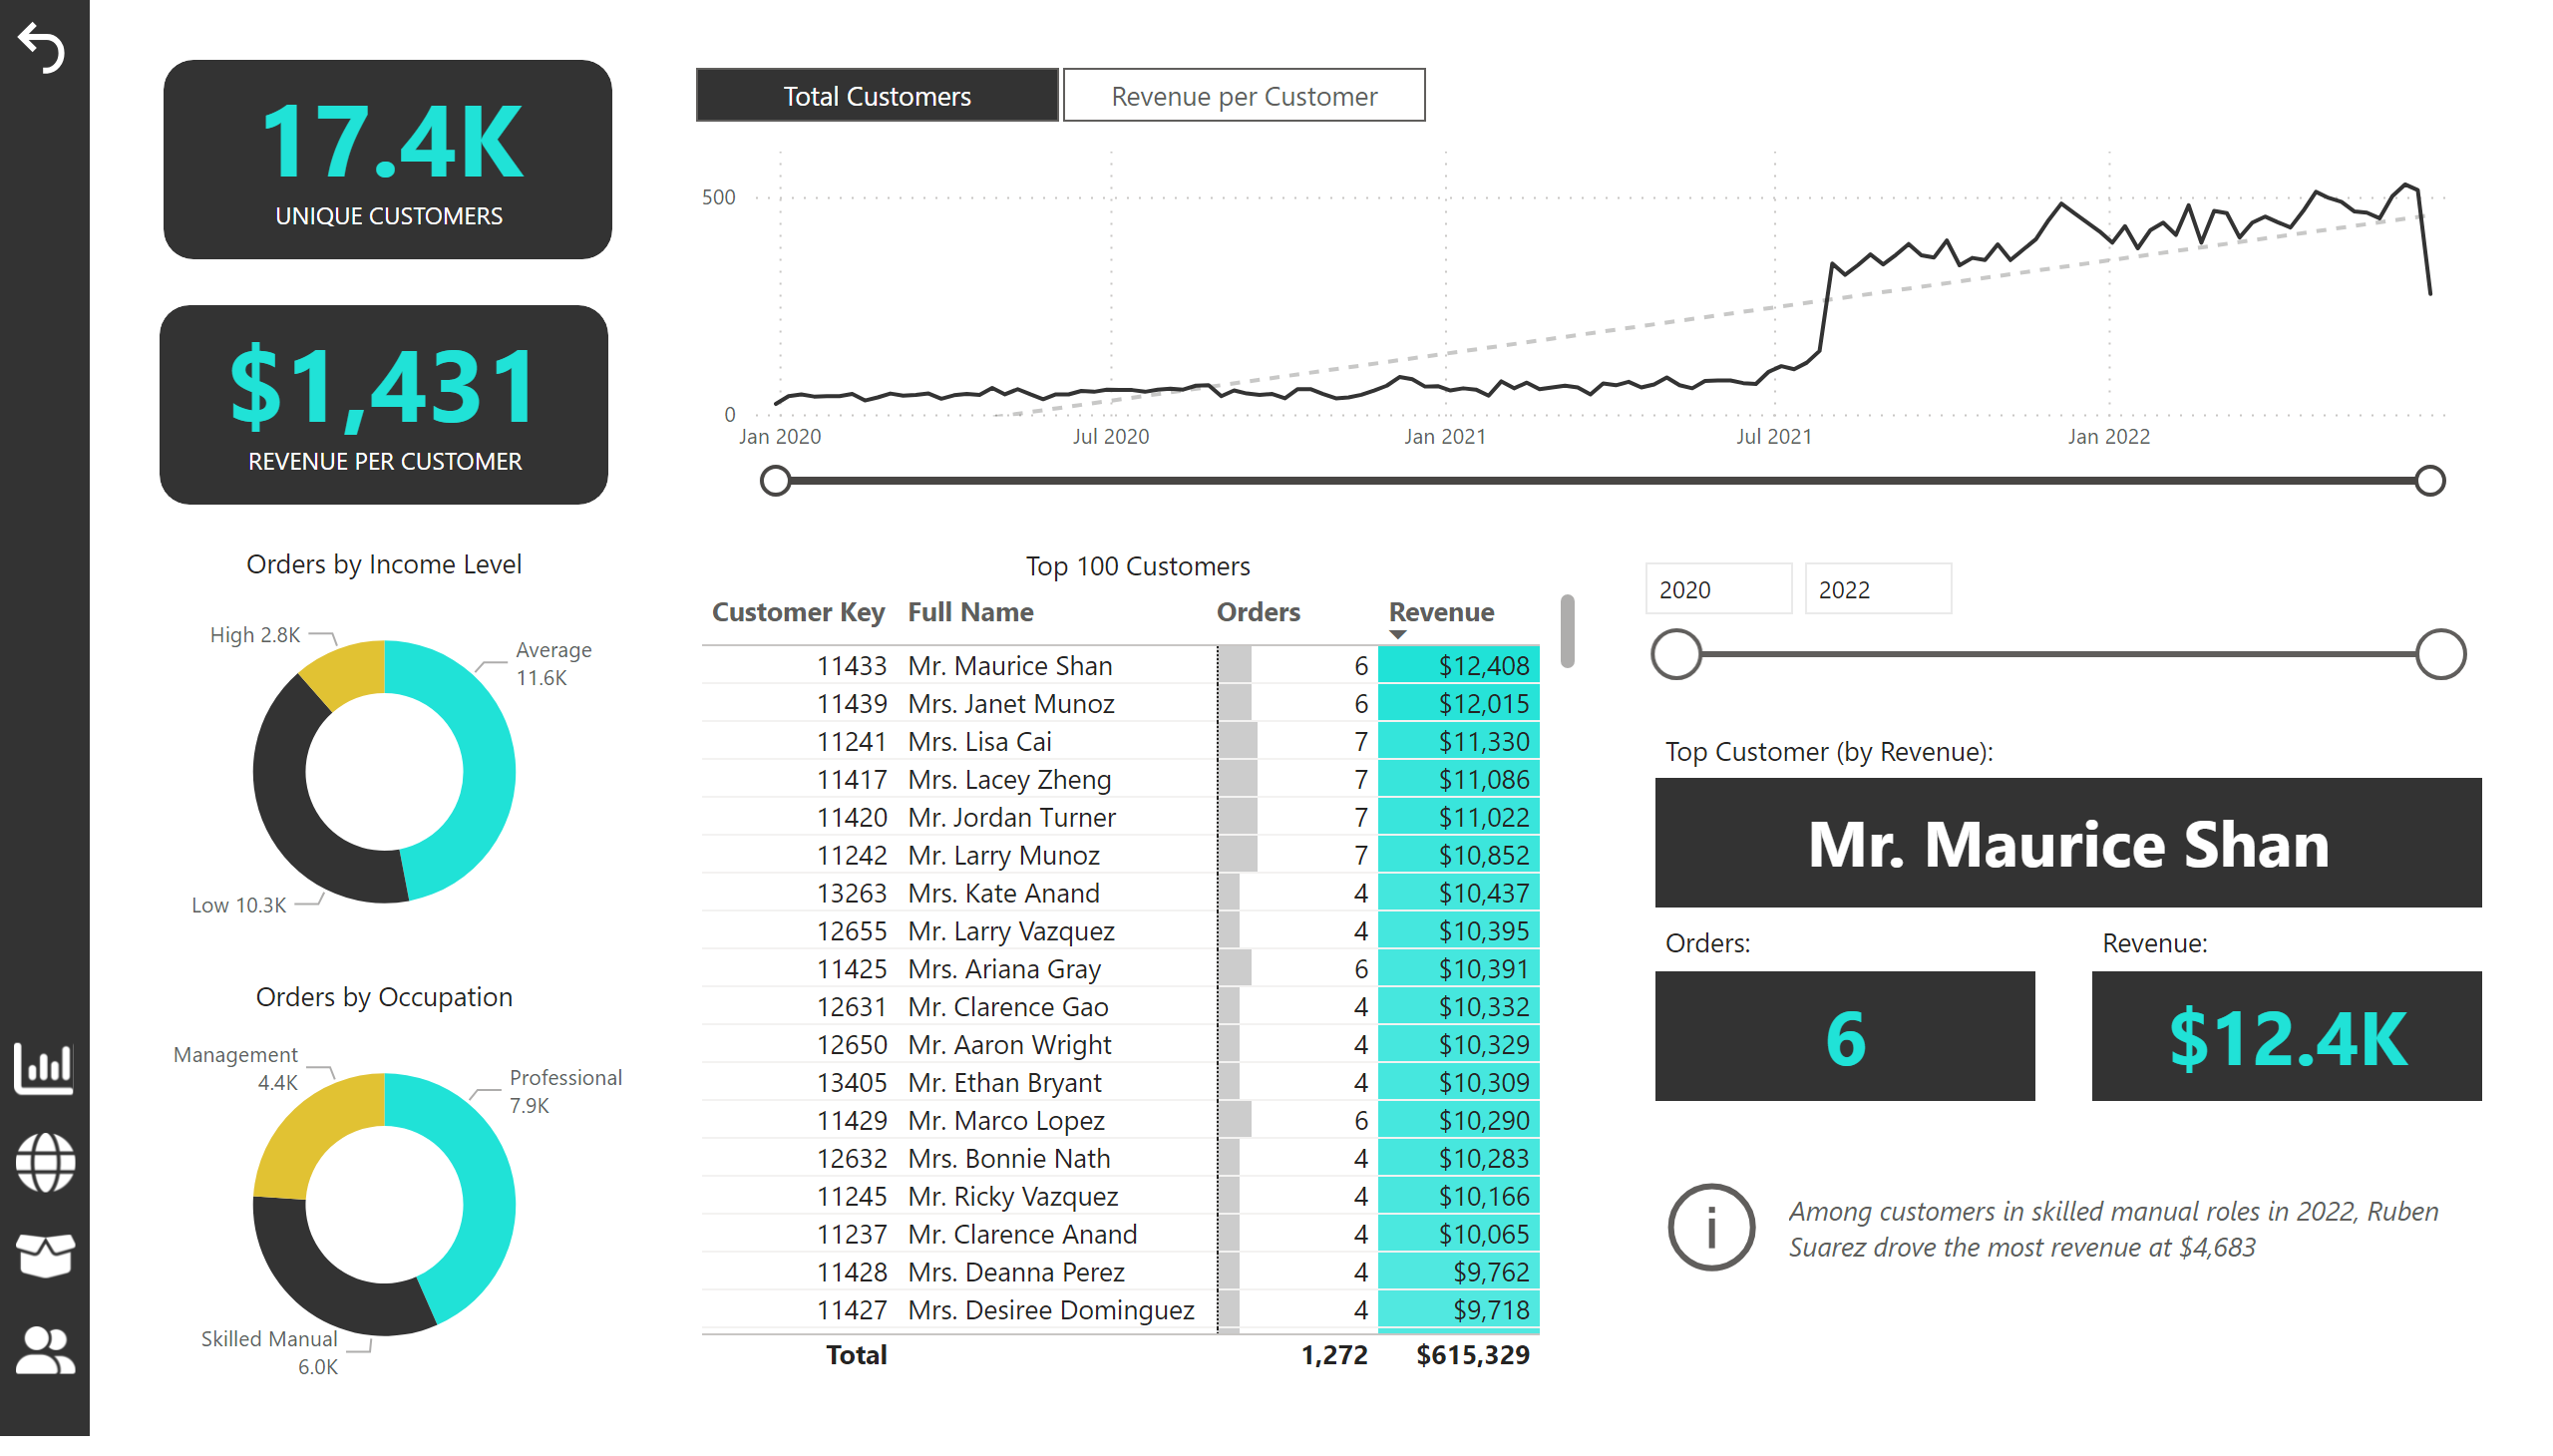 17.4K
UNIQUE CUSTOMERS
$1,431
REVENUE PER CUSTOMER
Total Customers
Revenue per Customer
500
0
Jan 2020
Jul 2020
Jan 2021
Jul 2021
Jan 2022
Orders by Income Level
High 2.8K
Average
11.6K
Low 10.3K
Orders by Occupation
Management
4.4K
Professional
7.9K
Skilled Manual
6.0K
Top 100 Customers
Customer Key Full Name Orders Revenue
11433 Mr. Maurice Shan 6 $12,408
11439 Mrs. Janet Munoz 6 $12,015
11241 Mrs. Lisa Cai 7 $11,330
11417 Mrs. Lacey Zheng 7 $11,086
11420 Mr. Jordan Turner 7 $11,022
11242 Mr. Larry Munoz 7 $10,852
13263 Mrs. Kate Anand 4 $10,437
12655 Mr. Larry Vazquez 4 $10,395
11425 Mrs. Ariana Gray 6 $10,391
12631 Mr. Clarence Gao 4 $10,332
12650 Mr. Aaron Wright 4 $10,329
13405 Mr. Ethan Bryant 4 $10,309
11429 Mr. Marco Lopez 6 $10,290
12632 Mrs. Bonnie Nath 4 $10,283
11245 Mr. Ricky Vazquez 4 $10,166
11237 Mr. Clarence Anand 4 $10,065
11428 Mrs. Deanna Perez 4 $9,762
11427 Mrs. Desiree Dominguez 4 $9,718
Total 1,272 $615,329
2020
2022
Top Customer (by Revenue):
Mr. Maurice Shan
Orders:
6
Revenue:
$12.4K
i
Among customers in skilled manual roles in 2022, Ruben
Suarez drove the most revenue at $4,683